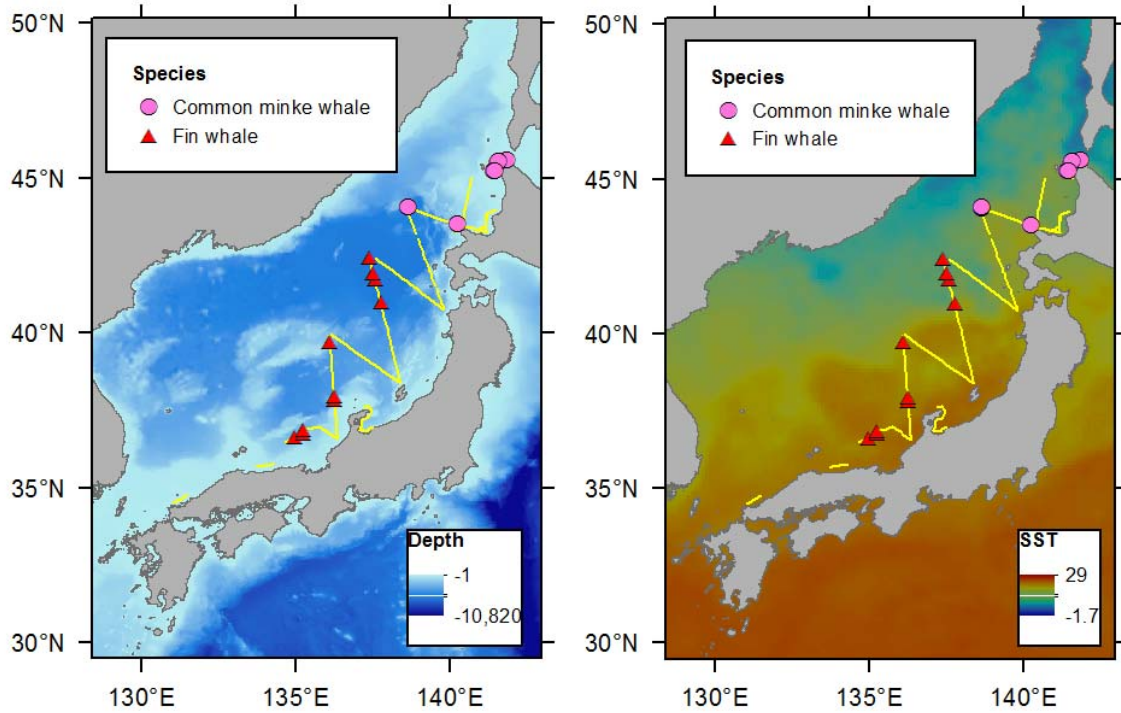 50°N
45°N
40°N
35°N
30°N
130°E 135°E 140°E
Species
Common minke whale
Fin whale
Depth
-1
-10,820
50°N
45°N
40°N
35°N
30°N
130°E 135°E 140°E
Species
Common minke whale
Fin whale
SST
29
-1.7